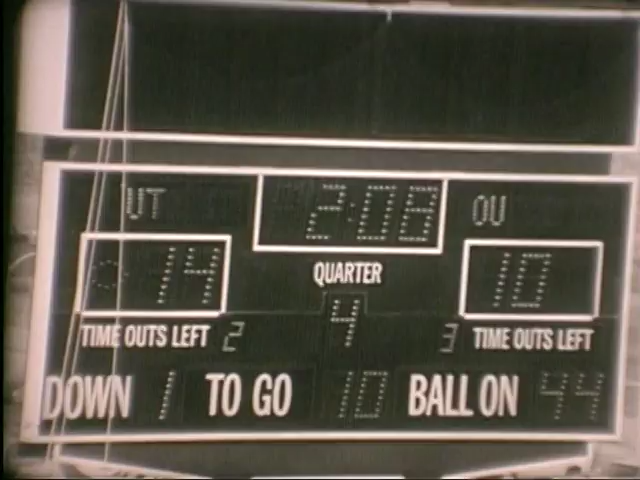 UT 2:08 OU
14 QUARTER 10
TIME OUTS LEFT 2 4 3 TIME OUTS LEFT
DOWN 1 TO GO 10 BALL ON 44